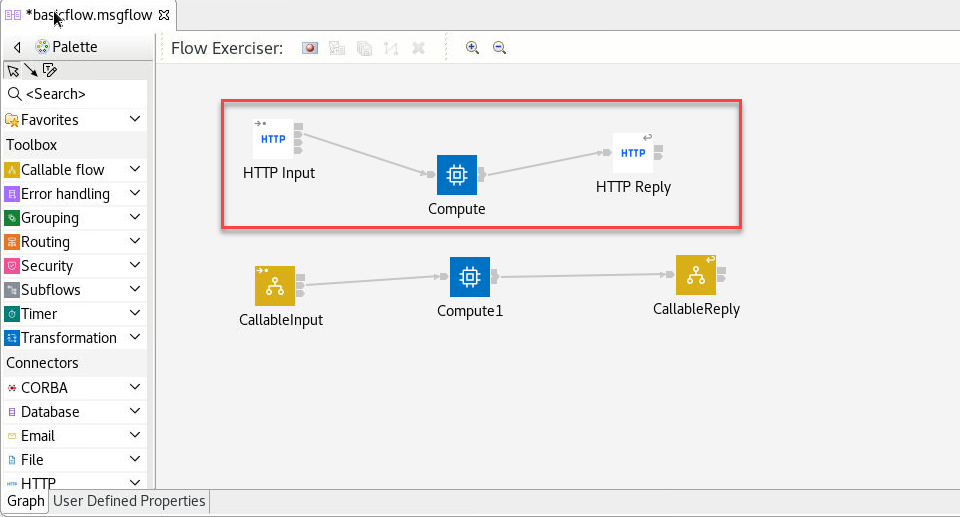 *basicflow.msgflow
Palette
Flow Exerciser:
<Search>
Favorites
Toolbox
Callable flow
Error handling
Grouping
Routing
Security
Subflows
Timer
Transformation
Connectors
CORBA
Database
Email
File
HTTP
HTTP
HTTP Input
Compute
HTTP
HTTP Reply
CallableInput
Compute1
CallableReply
Graph
User Defined Properties